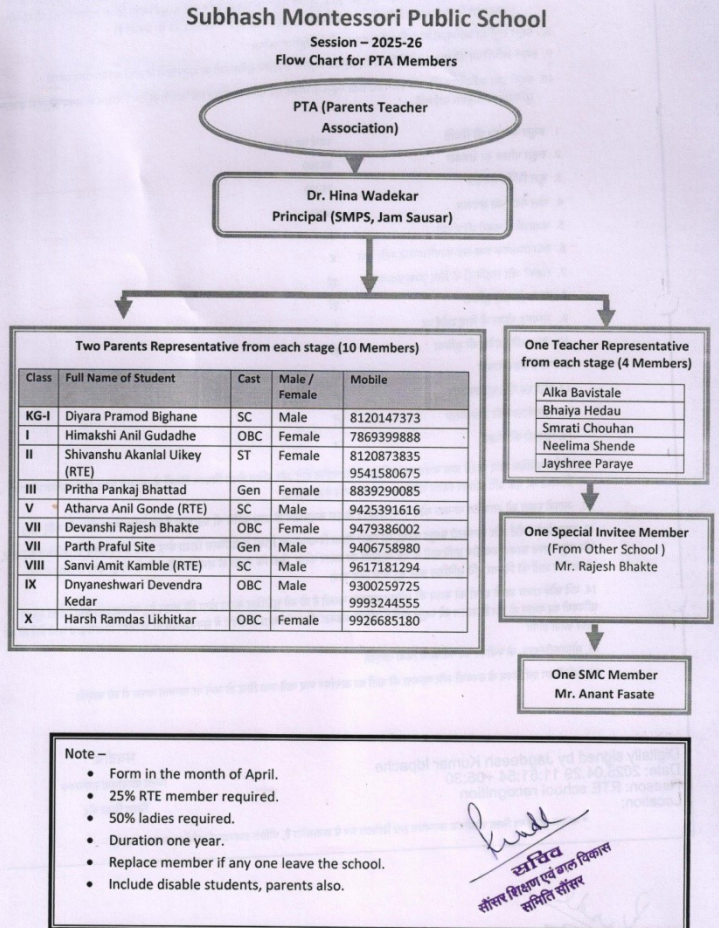 Subhash Montessori Public School
Session – 2025-26
Flow Chart for PTA Members
PTA (Parents Teacher
Association)
Dr. Hina Wadekar
Principal (SMPS, Jam Sausar)
Two Parents Representative from each stage (10 Members)
Class Full Name of Student Cast Male / Female Mobile
KG-I Diyara Pramod Bighane SC Male 8120147373
I Himakshi Anil Gudadhe OBC Female 7869399888
II Shivanshu Akanlal Uikey ST Female 8120873835
(RTE) 9541580675
III Pritha Pankaj Bhattad Gen Female 8839290085
V Atharva Anil Gonde (RTE) SC Male 9425391616
VII Devanshi Rajesh Bhakte OBC Female 9479386002
VII Parth Praful Site Gen Male 9406758980
VIII Sanvi Amit Kamble (RTE) SC Male 9617181294
IX Dnyaneshwari Devendra OBC Male 9300259725
Kedar 9993244555
X Harsh Ramdas Likhitkar OBC Female 9926685180
One Teacher Representative
from each stage (4 Members)
Alka Bavistale
Bhaiya Hedau
Smrati Chouhan
Neelima Shende
Jayshree Paraye
One Special Invitee Member
(From Other School )
Mr. Rajesh Bhakte
One SMC Member
Mr. Anant Fasate
Note –
• Form in the month of April.
• 25% RTE member required.
• 50% ladies required.
• Duration one year.
• Replace member if any one leave the school.
• Include disable students, parents also.
सचिव
सौंसर शिक्षण एवं बाल विकास
समिति सौंसर